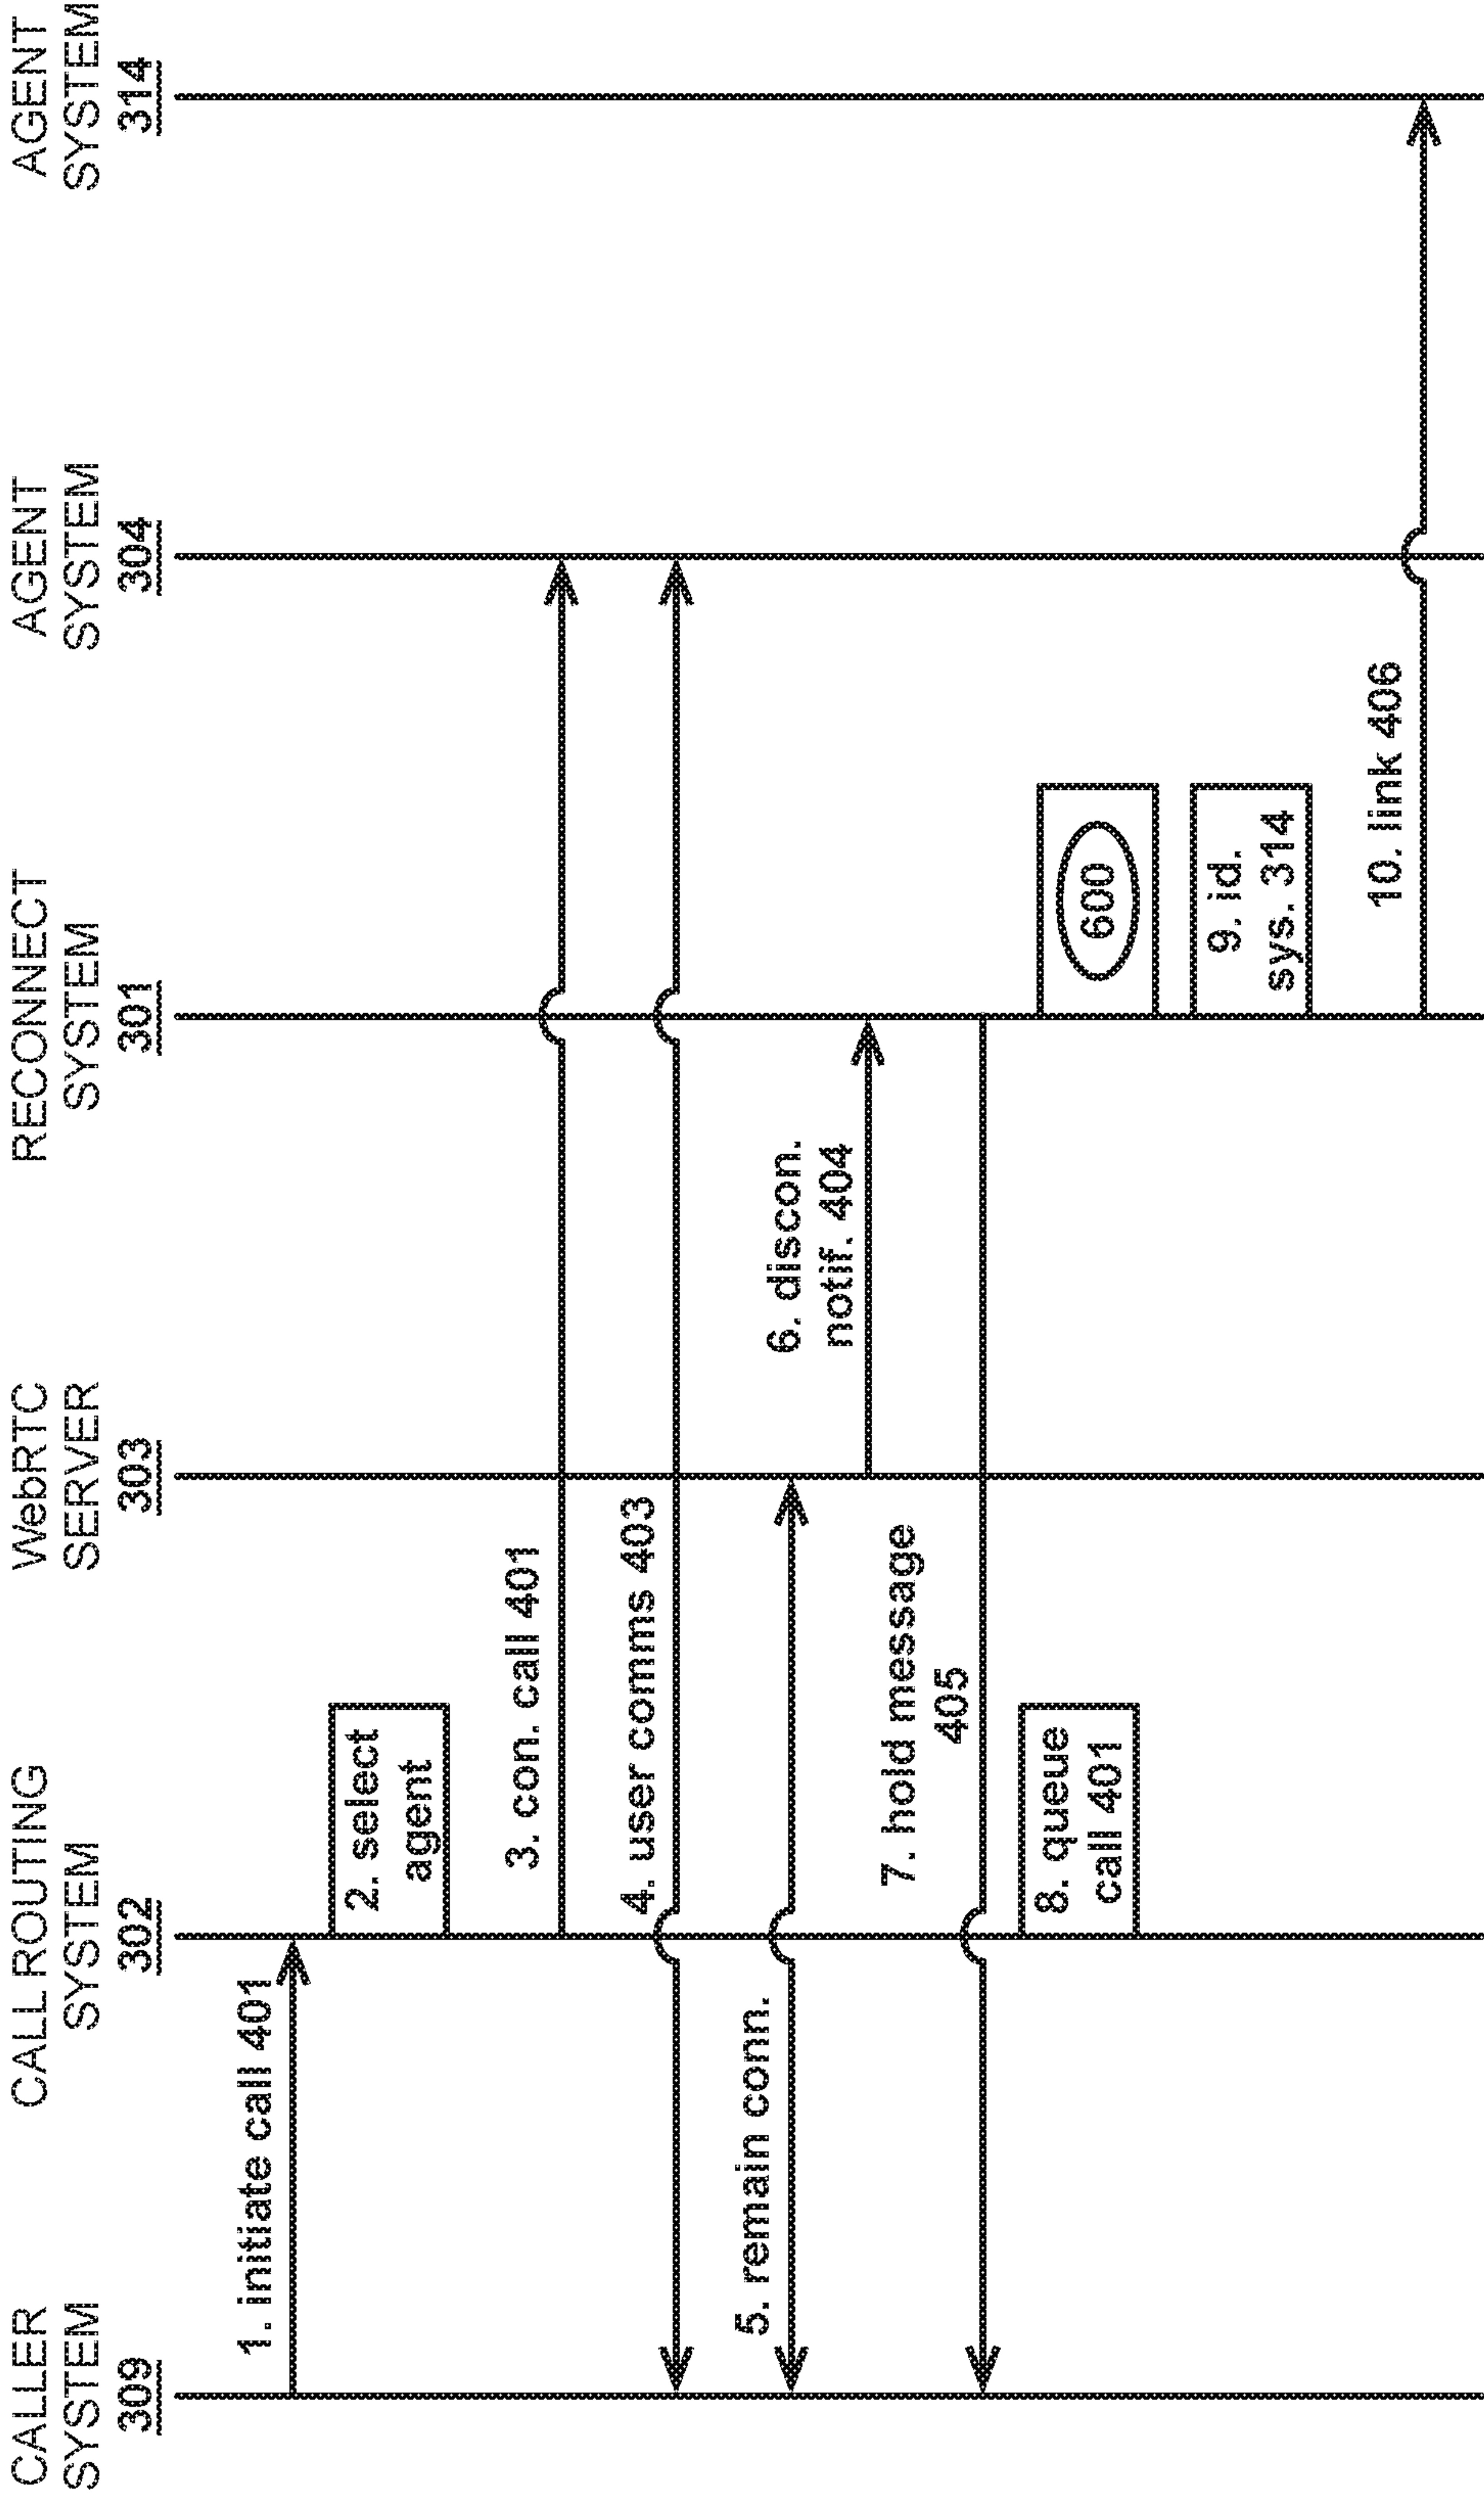 CALLER
SYSTEM
309
CALL ROUTING
SYSTEM
302
WebRTC
SERVER
303
RECONNECT
SYSTEM
301
AGENT
SYSTEM
304
AGENT
SYSTEM
314
1. initiate call 401
2. select
agent
3. con. call 401
4. user comms 403
5. remain conn.
6. discon.
notif. 404
7. hold message
405
8. queue
call 401
600
9. id.
sys. 314
10. link 406